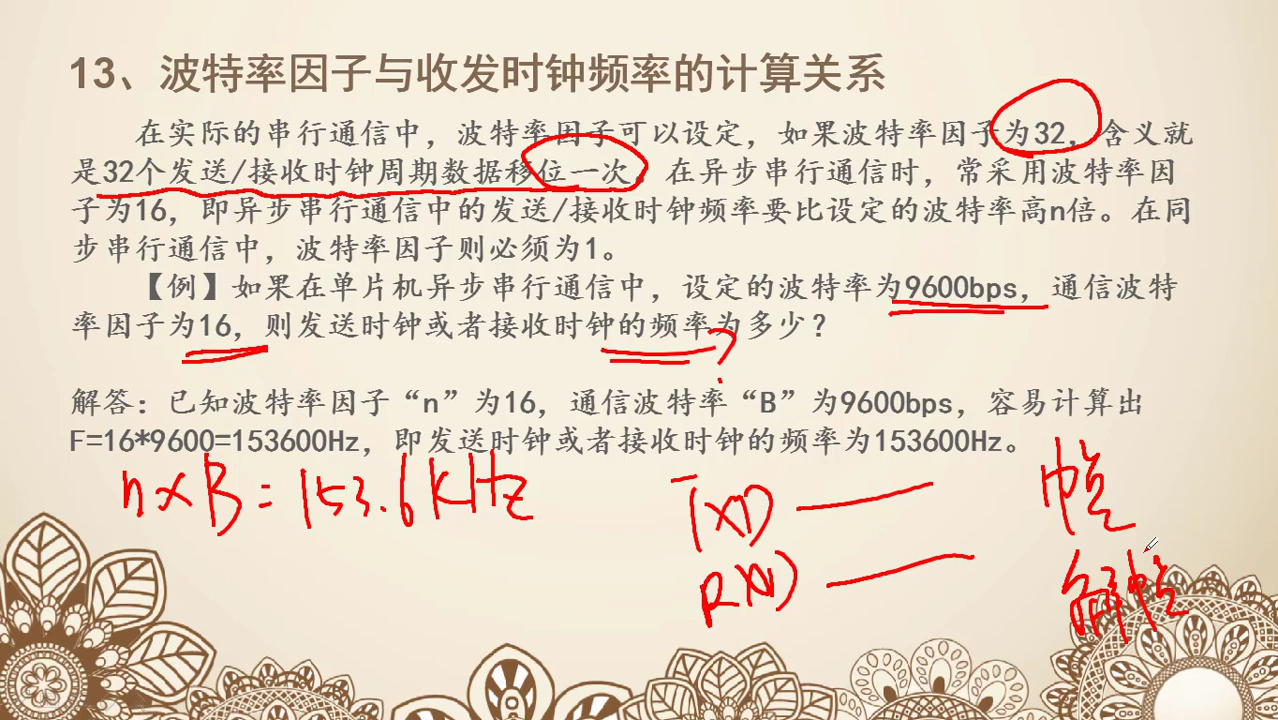 13、波特率因子与收发时钟频率的计算关系
在实际的串行通信中，波特率因子可以设定，如果波特率因子为32，含义就
是32个发送/接收时钟周期数据移位一次。在异步串行通信时，常采用波特率因
子为16，即异步串行通信中的发送/接收时钟频率要比设定的波特率高n倍。在同
步串行通信中，波特率因子则必须为1。
【例】如果在单片机异步串行通信中，设定的波特率为9600bps，通信波特
率因子为16，则发送时钟或者接收时钟的频率为多少？
?
解答：已知波特率因子“n”为16，通信波特率“B”为9600bps，容易计算出
F=16*9600=153600Hz，即发送时钟或者接收时钟的频率为153600Hz。
n×B=153.6KHz
TXD
RXD
帧
解帧